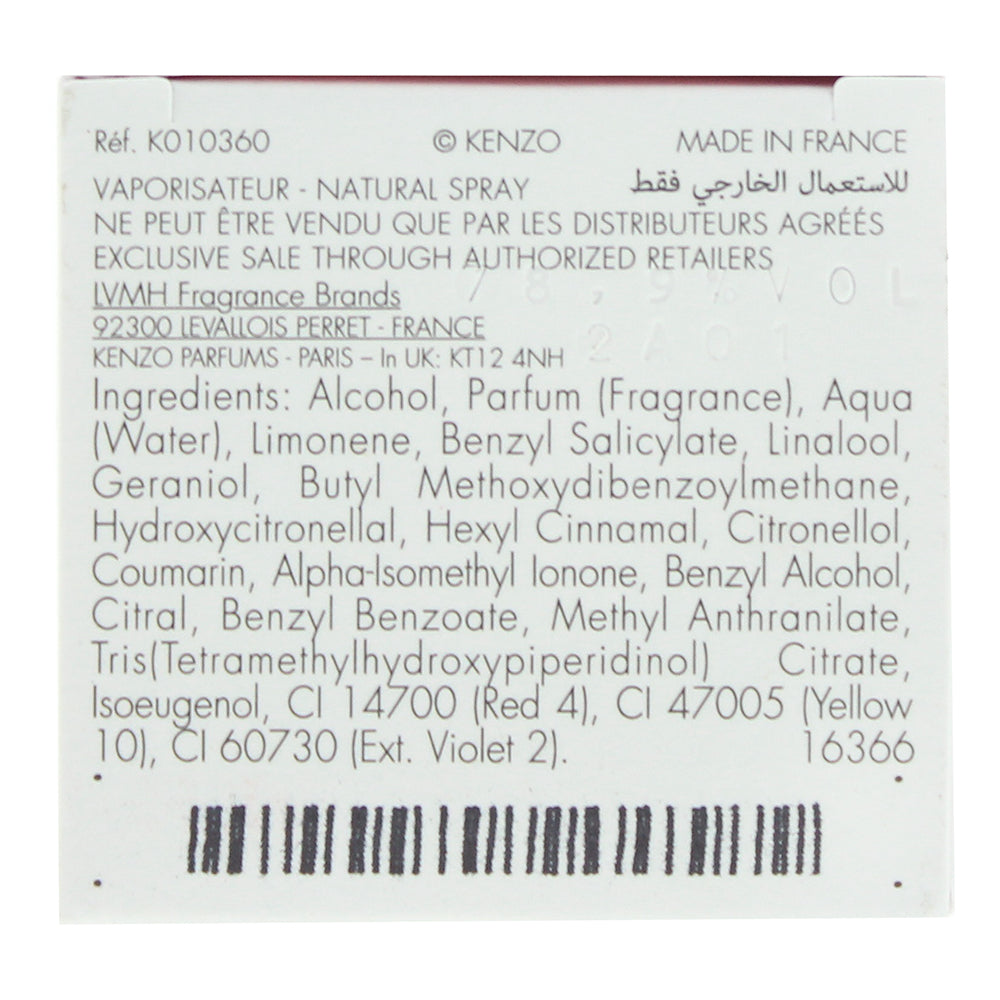 Réf. K010360 © KENZO MADE IN FRANCE
VAPORISATEUR - NATURAL SPRAY للاستعمال الخارجي فقط
NE PEUT ÊTRE VENDU QUE PAR LES DISTRIBUTEURS AGRÉÉS
EXCLUSIVE SALE THROUGH AUTHORIZED RETAILERS
LVMH Fragrance Brands 78,9% VOL
92300 LEVALLOIS PERRET - FRANCE
KENZO PARFUMS - PARIS – In UK: KT12 4NH 2A01
Ingredients: Alcohol, Parfum (Fragrance), Aqua
(Water), Limonene, Benzyl Salicylate, Linalool,
Geraniol, Butyl Methoxydibenzoylmethane,
Hydroxycitronellal, Hexyl Cinnamal, Citronellol,
Coumarin, Alpha-Isomethyl Ionone, Benzyl Alcohol,
Citral, Benzyl Benzoate, Methyl Anthranilate,
Tris(Tetramethylhydroxypiperidinol) Citrate,
Isoeugenol, CI 14700 (Red 4), CI 47005 (Yellow
10), CI 60730 (Ext. Violet 2). 16366